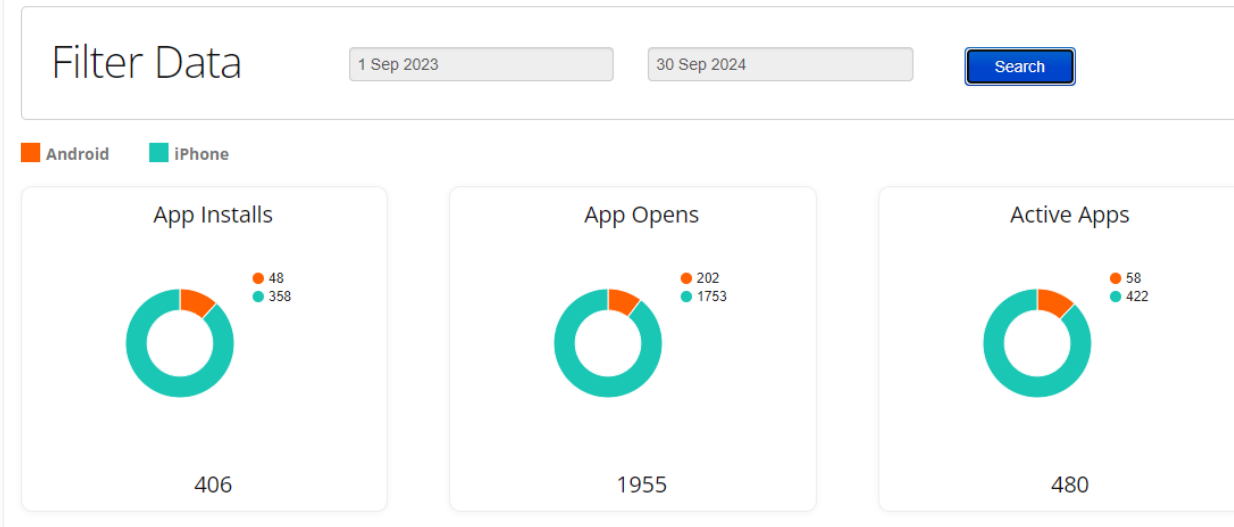 Filter Data
1 Sep 2023
30 Sep 2024
Search
Android
iPhone
App Installs
48
358
406
App Opens
202
1753
1955
Active Apps
58
422
480